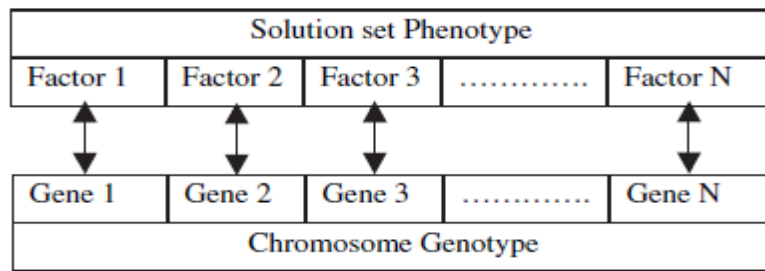 Solution set Phenotype
Factor 1 Factor 2 Factor 3 ............. Factor N
Gene 1 Gene 2 Gene 3 ............. Gene N
Chromosome Genotype